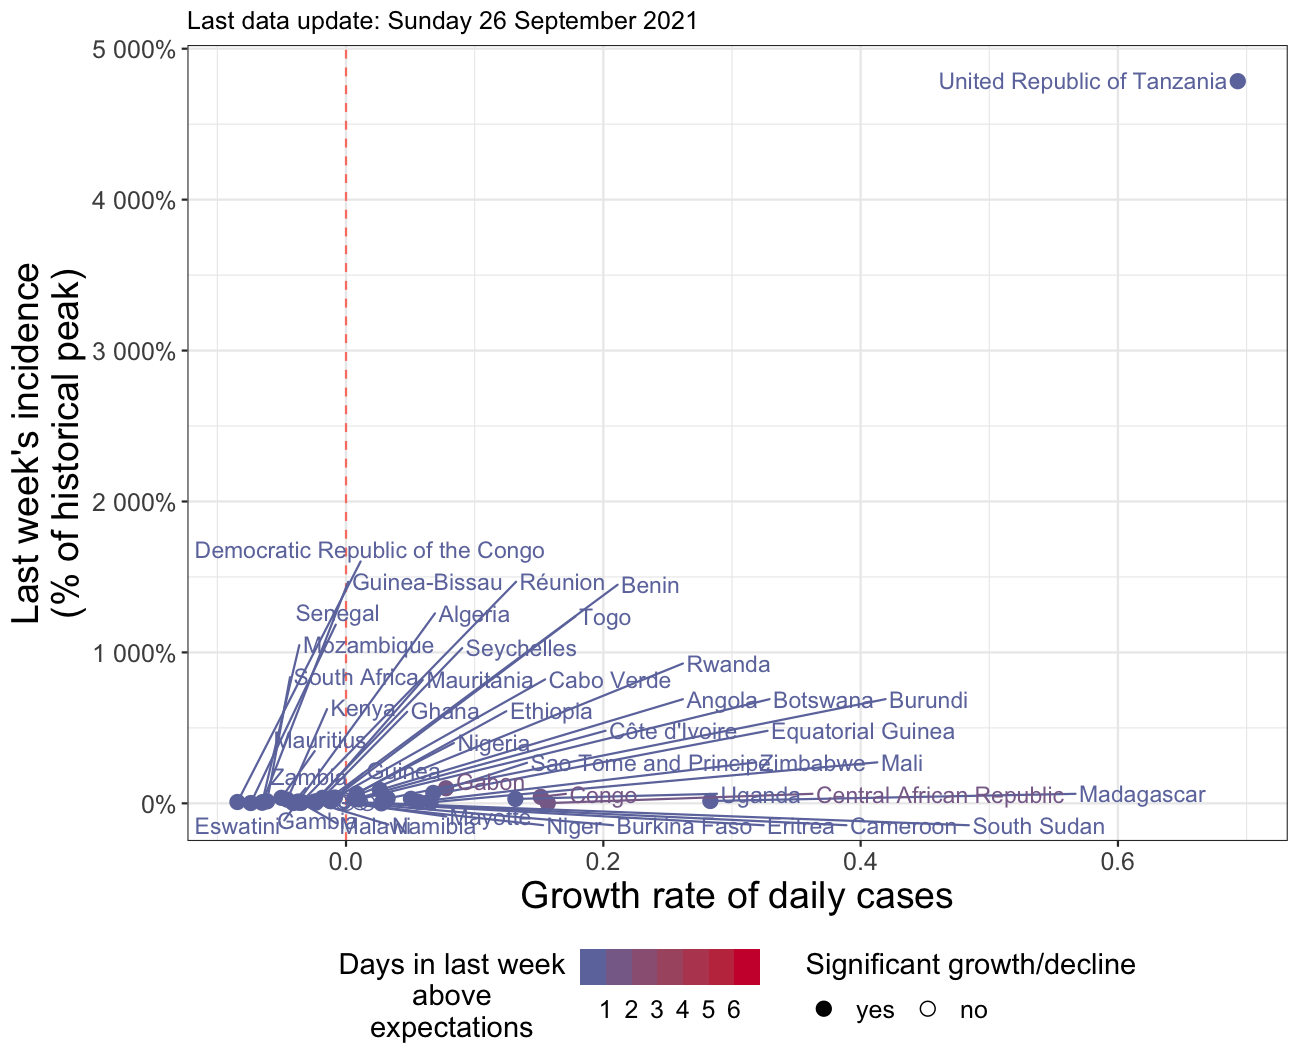 Last data update: Sunday 26 September 2021
5 000%
United Republic of Tanzania
4 000%
3 000%
2 000%
1 000%
0%
Last week's incidence
(% of historical peak)
Democratic Republic of the Congo
Guinea-Bissau
Réunion
Benin
Senegal
Algeria
Togo
Mozambique
Seychelles
Rwanda
South Africa
Mauritania
Cabo Verde
Angola
Botswana
Burundi
Kenya
Ghana
Ethiopia
Côte d'Ivoire
Equatorial Guinea
Mauritius
Nigeria
Sao Tome and Principe
Zimbabwe
Mali
Zambia
Guinea
Gabon
Congo
Uganda
Central African Republic
Madagascar
Eswatini
Gambia
Malawi
Namibia
Mayotte
Niger
Burkina Faso
Eritrea
Cameroon
South Sudan
0.0 0.2 0.4 0.6
Growth rate of daily cases
Days in last week
above
expectations
1 2 3 4 5 6
Significant growth/decline
yes no